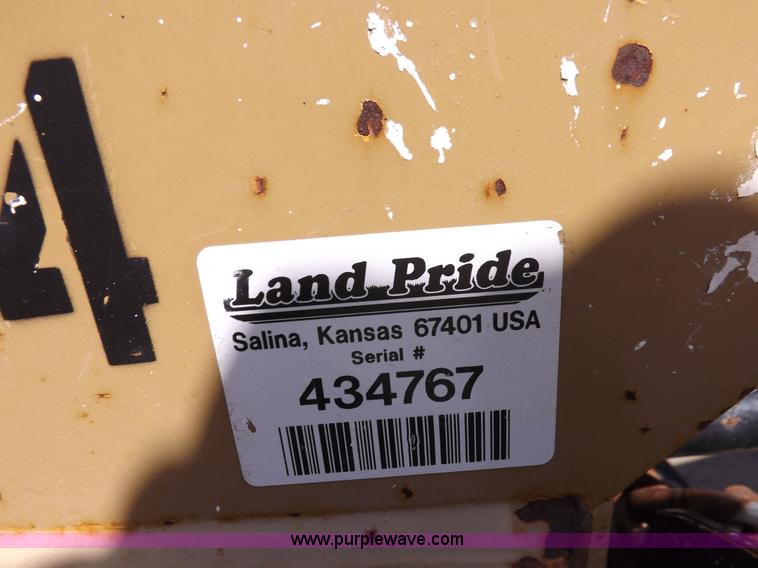 4
Land Pride
Salina, Kansas 67401 USA
Serial #
434767
www.purplewave.com